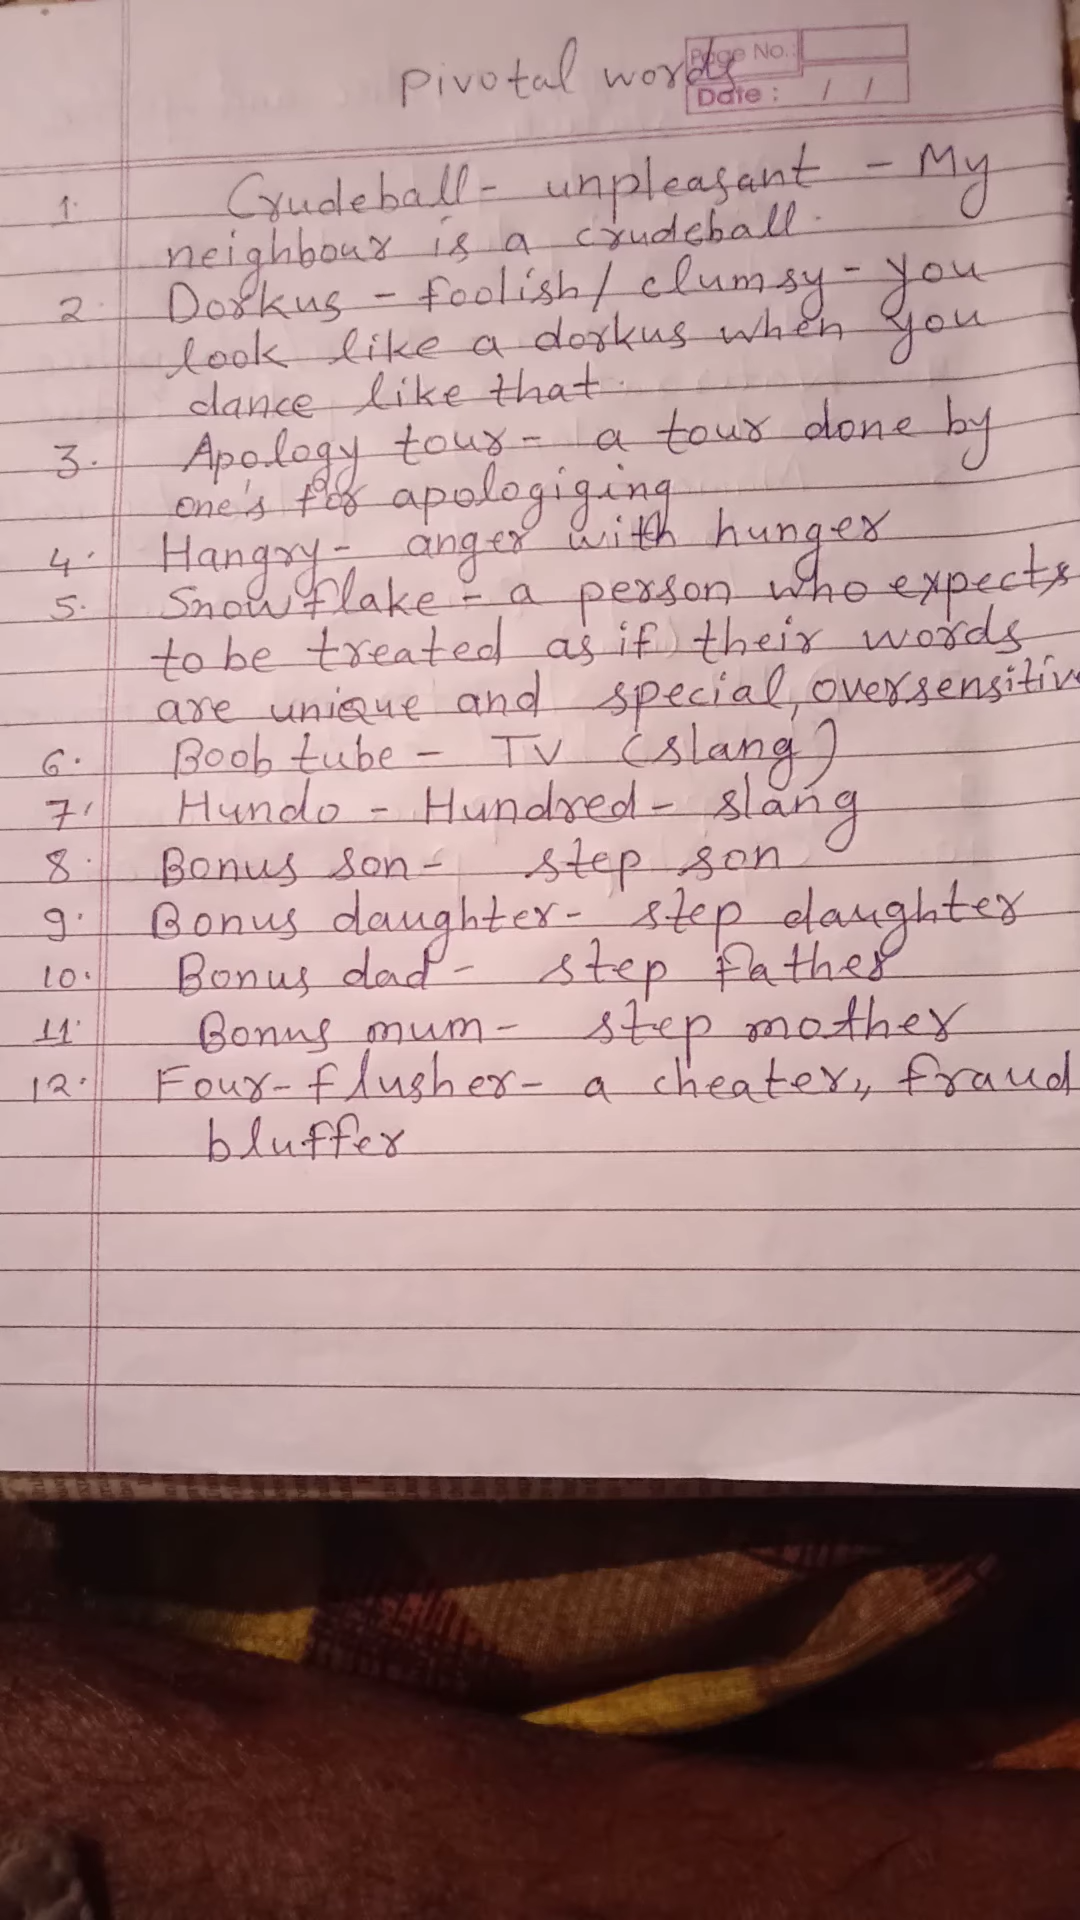 Pivotal words
Page No.:
Date : / /
1. Crudeball - unpleasant - My
neighbour is a crudeball.
2. Dorkus - foolish/ clumsy - you
look like a dorkus when you
dance like that.
3. Apology tour - a tour done by
one's for apologiging
4. Hangry - anger with hunger
5. Snowflake - a person who expects
to be treated as if their words
are unique and special, oversensitive
6. Boob tube - TV (slang)
7. Hundo - Hundred - slang
8. Bonus son - step son
9. Bonus daughter - step daughter
10. Bonus dad - step father
11. Bonus mum - step mother
12. Four-flusher - a cheater, fraud
bluffer